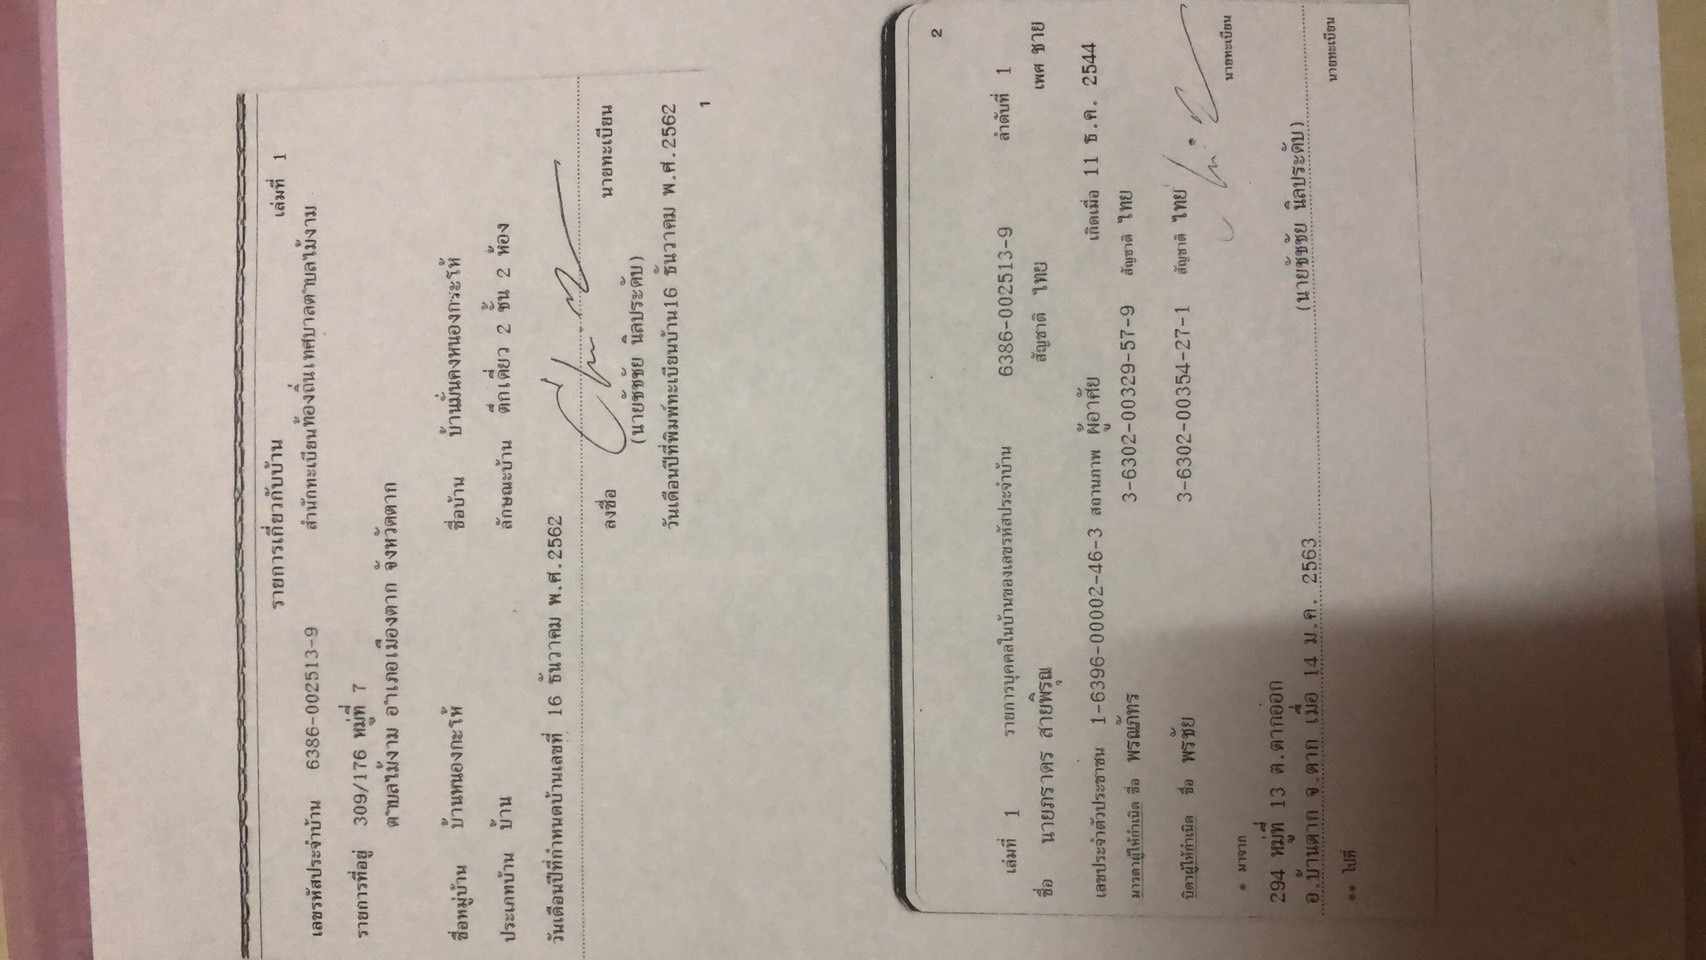 รายการเกี่ยวกับบ้าน เล่มที่ 1
เลขรหัสประจำบ้าน 6386-002513-9 สำนักทะเบียนท้องถิ่นเทศบาลตำบลไม้งาม
รายการที่อยู่ 309/176 หมู่ที่ 7
ตำบลไม้งาม อำเภอเมืองตาก จังหวัดตาก
ชื่อหมู่บ้าน บ้านหนองกะโห้ ชื่อบ้าน บ้านมั่นคงหนองกระโห้
ประเภทบ้าน บ้าน ลักษณะบ้าน ตึกเดี่ยว 2 ชั้น 2 ห้อง
วันเดือนปีที่กำหนดบ้านเลขที่ 16 ธันวาคม พ.ศ.2562
ลงชื่อ นายทะเบียน
(นายชัชชัย นิลประดับ)
วันเดือนปีที่พิมพ์ทะเบียนบ้าน16 ธันวาคม พ.ศ.2562
1
2
เล่มที่ 1 รายการบุคคลในบ้านของเลขรหัสประจำบ้าน 6386-002513-9 ลำดับที่ 1
ชื่อ นายภราดร สายพิรุณ สัญชาติ ไทย เพศ ชาย
เลขประจำตัวประชาชน 1-6396-00002-46-3 สถานภาพ ผู้อาศัย เกิดเมื่อ 11 ธ.ค. 2544
มารดาผู้ให้กำเนิด ชื่อ พรณภัทร 3-6302-00329-57-9 สัญชาติ ไทย
บิดาผู้ให้กำเนิด ชื่อ พรชัย 3-6302-00354-27-1 สัญชาติ ไทย
* มาจาก นายทะเบียน
294 หมู่ที่ 13 ต.ตากออก
อ.บ้านตาก จ.ตาก เมื่อ 14 ม.ค. 2563 (นายชัชชัย นิลประดับ)
** ไปที่ นายทะเบียน